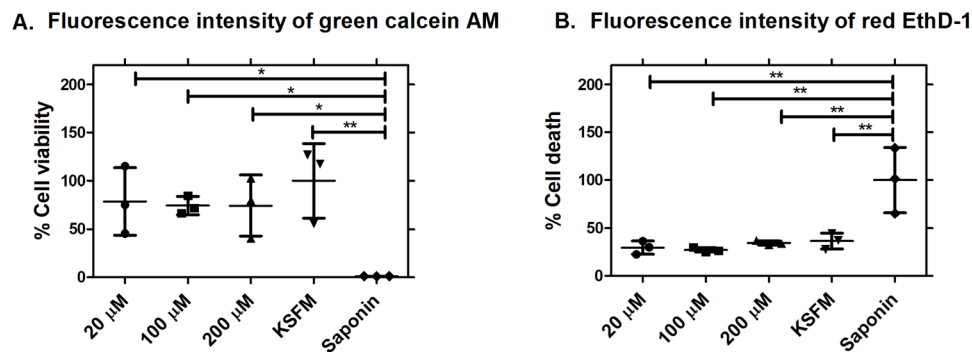 A. Fluorescence intensity of green calcein AM
% Cell viability
200
150
100
50
0
*
*
*
**
20 μM
100 μM
200 μM
KSFM
Saponin
B. Fluorescence intensity of red EthD-1
% Cell death
200
150
100
50
0
**
**
**
**
20 μM
100 μM
200 μM
KSFM
Saponin